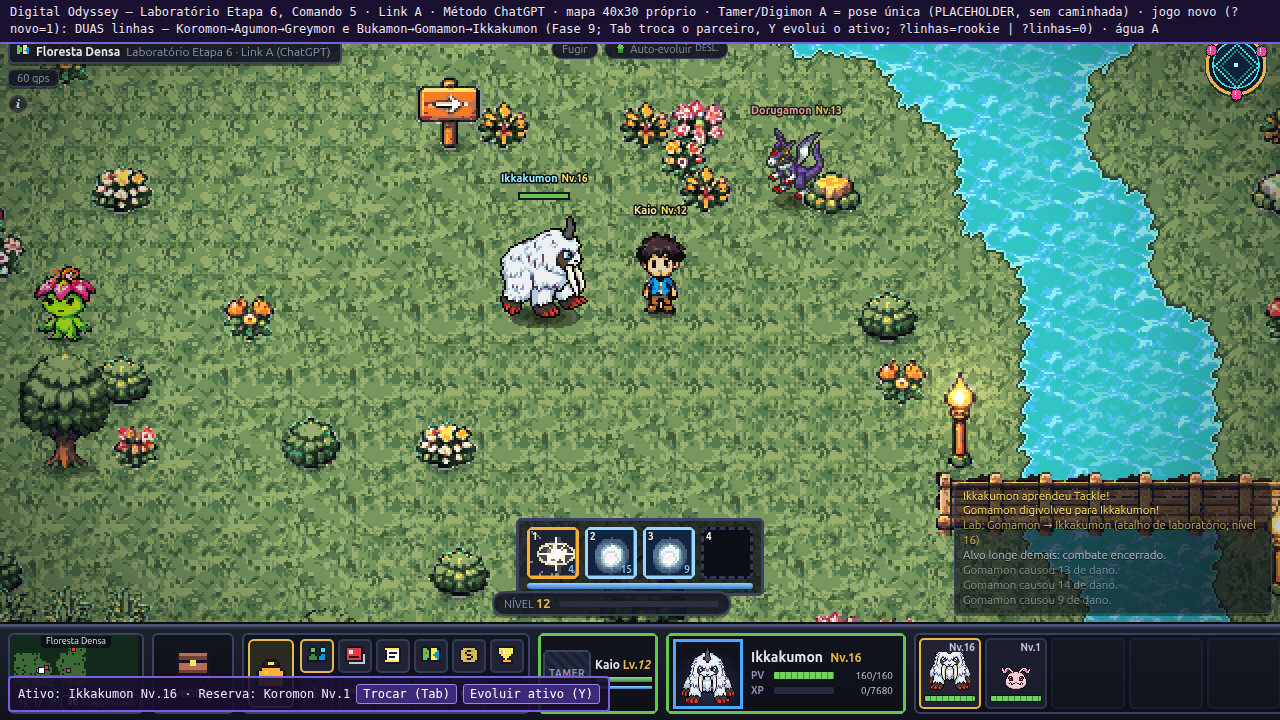 Digital Odyssey — Laboratório Etapa 6, Comando 5 · Link A · Método ChatGPT · mapa 40x30 próprio · Tamer/Digimon A = pose única (PLACEHOLDER, sem caminhada) · jogo novo (?
novo=1): DUAS linhas — Koromon→Agumon→Greymon e Bukamon→Gomamon→Ikkakumon (Fase 9; Tab troca o parceiro, Y evolui o ativo; ?linhas=rookie | ?linhas=0) · água A
Floresta Densa Laboratório Etapa 6 · Link A (ChatGPT)
Fugir
Auto-evoluir DESL.
60 qps
i
Dorugamon Nv.13
Ikkakumon Nv.16
Kaio Nv.12
Ikkakumon aprendeu Tackle!
Gomamon digivolveu para Ikkakumon!
Lab: Gomamon → Ikkakumon (atalho de laboratório; nível
16)
Alvo longe demais: combate encerrado.
Gomamon causou 13 de dano.
Gomamon causou 14 de dano.
Gomamon causou 9 de dano.
1 2 3 4
4 15 9
NÍVEL 12
Floresta Densa
TAMER
Kaio Lv.12
Ikkakumon Nv.16
PV 160/160
XP 0/7680
Nv.16
Nv.1
Ativo: Ikkakumon Nv.16 · Reserva: Koromon Nv.1 Trocar (Tab) Evoluir ativo (Y)